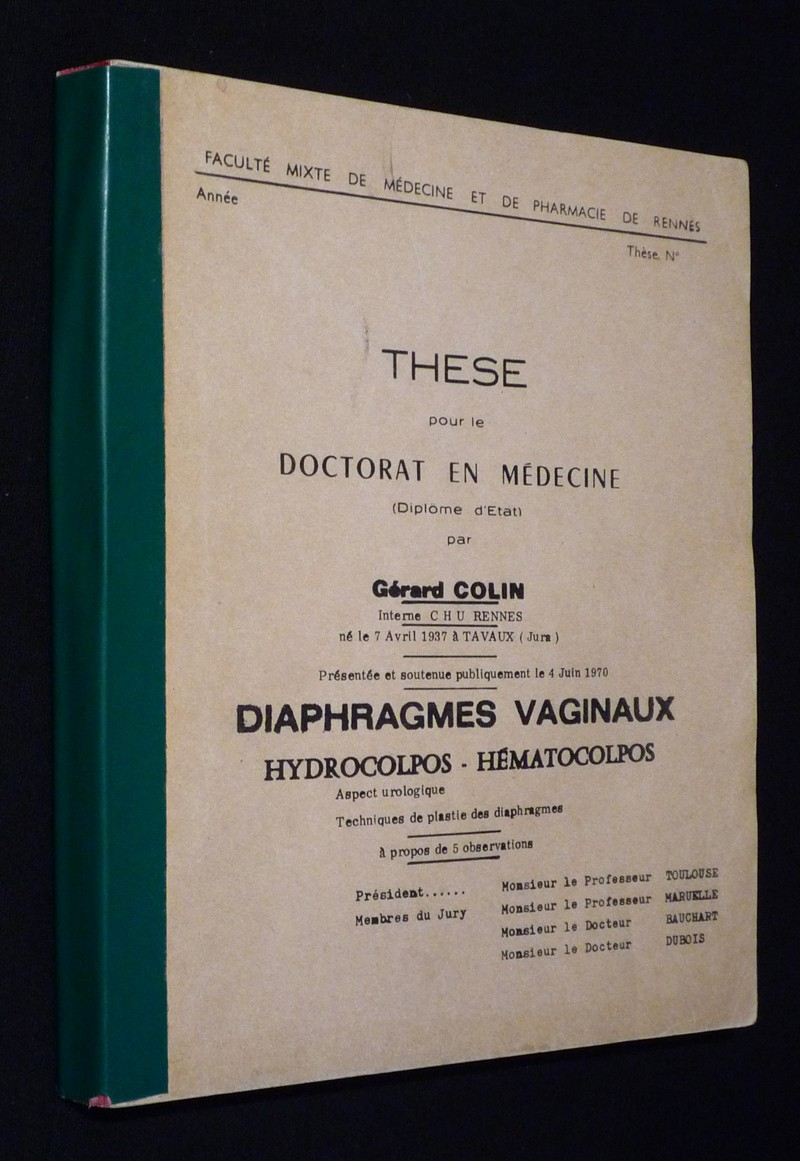 FACULTÉ MIXTE DE MÉDECINE ET DE PHARMACIE DE RENNES
Année
Thèse. N°
THESE
pour le
DOCTORAT EN MÉDECINE
(Diplôme d'Etat)
par
Gérard COLIN
Interne C H U RENNES
né le 7 Avril 1937 à TAVAUX ( Jura )
Présentée et soutenue publiquement le 4 Juin 1970
DIAPHRAGMES VAGINAUX
HYDROCOLPOS - HÉMATOCOLPOS
Aspect urologique
Techniques de plastie des diaphragmes
à propos de 5 observations
Président...... Monsieur le Professeur TOULOUSE
Membres du Jury Monsieur le Professeur MARUELLE
Monsieur le Docteur BAUCHART
Monsieur le Docteur DUBOIS